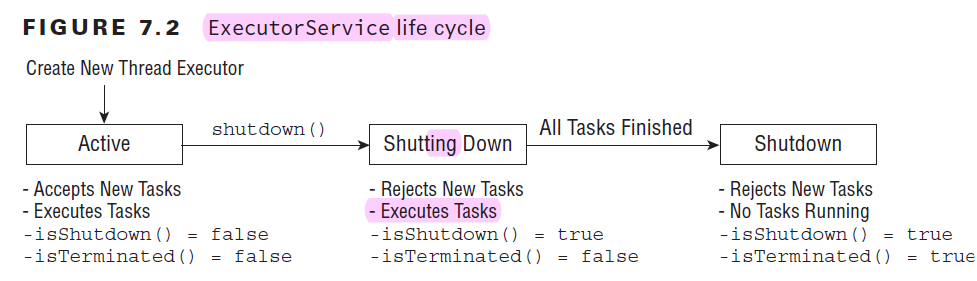 FIGURE 7.2 ExecutorService life cycle
Create New Thread Executor
Active
shutdown()
Shutting Down
All Tasks Finished
Shutdown
- Accepts New Tasks
- Executes Tasks
-isShutdown() = false
-isTerminated() = false
- Rejects New Tasks
- Executes Tasks
-isShutdown() = true
-isTerminated() = false
- Rejects New Tasks
- No Tasks Running
-isShutdown() = true
-isTerminated() = true